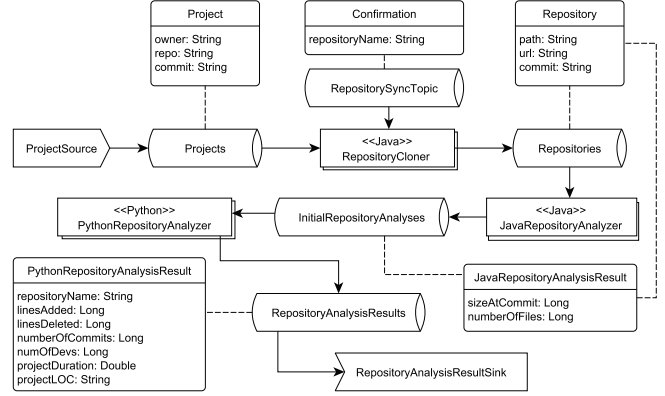 Project
owner: String
repo: String
commit: String
Confirmation
repositoryName: String
Repository
path: String
url: String
commit: String
RepositorySyncTopic
ProjectSource
Projects
<<Java>>
RepositoryCloner
Repositories
<<Python>>
PythonRepositoryAnalyzer
InitialRepositoryAnalyses
<<Java>>
JavaRepositoryAnalyzer
PythonRepositoryAnalysisResult
repositoryName: String
linesAdded: Long
linesDeleted: Long
numberOfCommits: Long
numOfDevs: Long
projectDuration: Double
projectLOC: String
RepositoryAnalysisResults
JavaRepositoryAnalysisResult
sizeAtCommit: Long
numberOfFiles: Long
RepositoryAnalysisResultSink